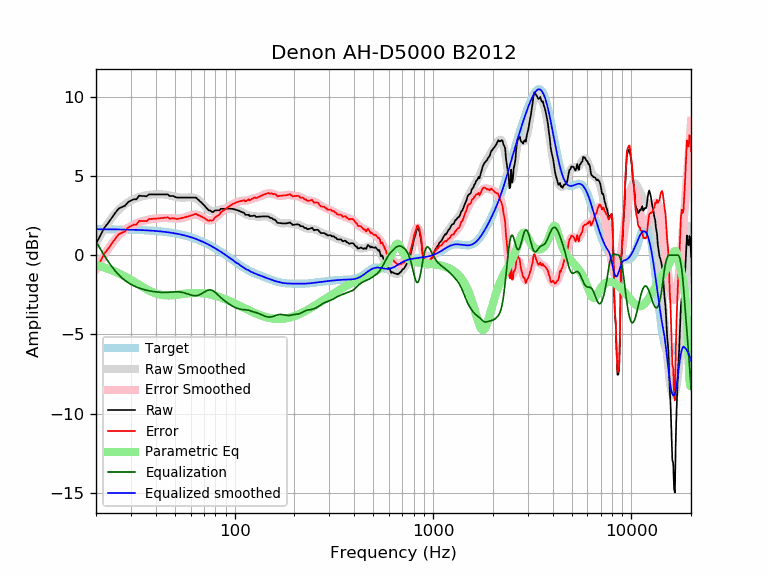 Denon AH-D5000 B2012
Amplitude (dBr)
10
5
0
−5
−10
−15
Target
Raw Smoothed
Error Smoothed
Raw
Error
Parametric Eq
Equalization
Equalized smoothed
100
1000
10000
Frequency (Hz)